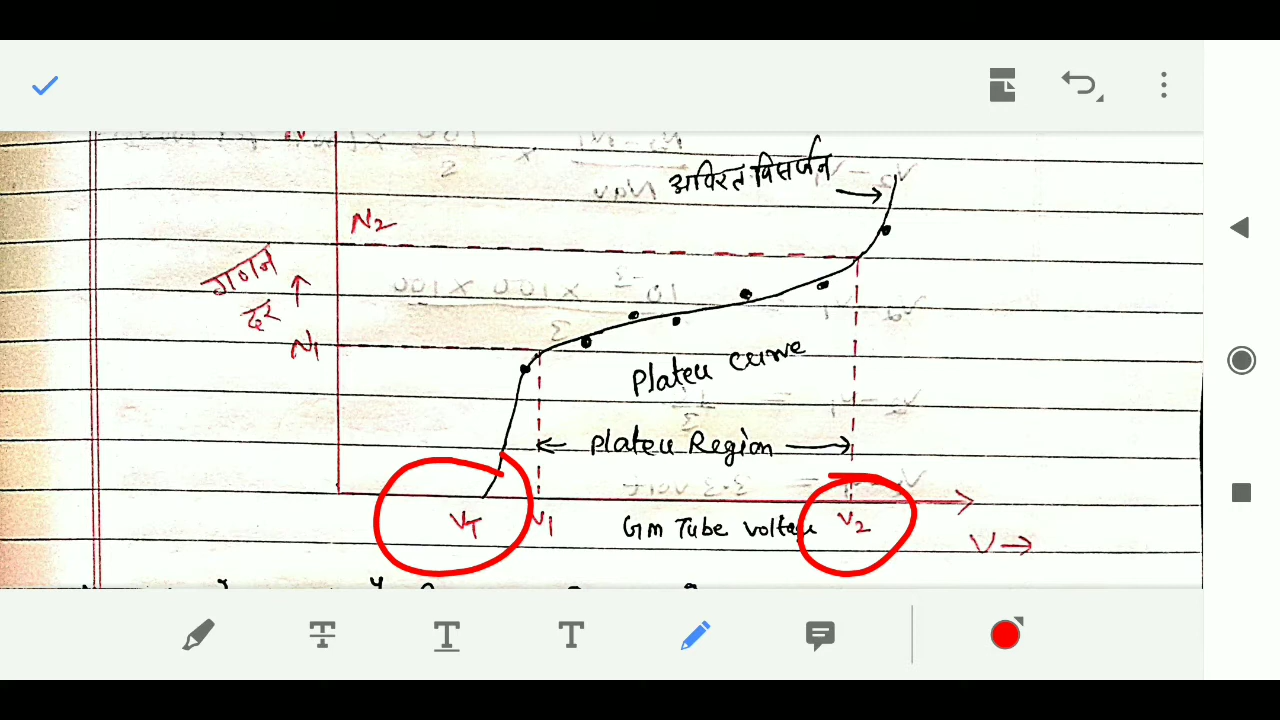 अविरत विसर्जन
N2
गणन
दर
N1
Plateu curve
Plateu Region
VT
V1
Gm Tube voltage
V2
V